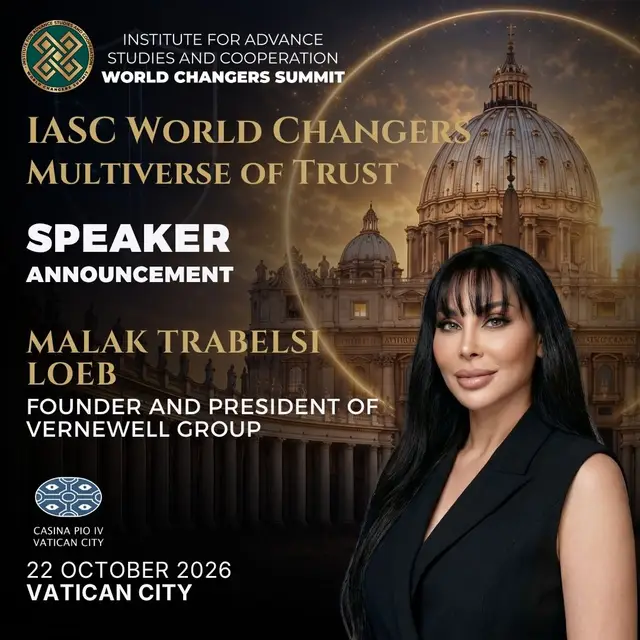 INSTITUTE FOR ADVANCE
STUDIES AND COOPERATION
WORLD CHANGERS SUMMIT
IASC WORLD CHANGERS
MULTIVERSE OF TRUST
SPEAKER
ANNOUNCEMENT
MALAK TRABELSI
LOEB
FOUNDER AND PRESIDENT OF
VERNEWELL GROUP
CASINA PIO IV
VATICAN CITY
22 OCTOBER 2026
VATICAN CITY